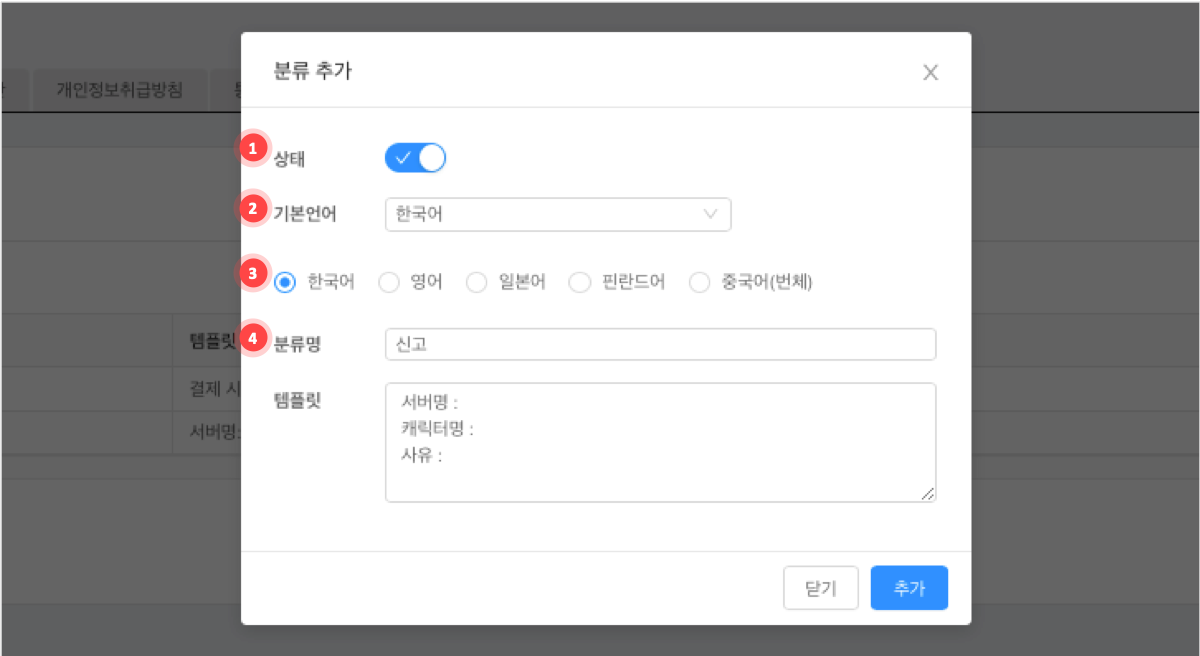 분류 추가
개인정보취급방침
1 상태
2 기본언어 한국어
3 한국어 영어 일본어 핀란드어 중국어(번체)
템플릿
4 분류명 신고
결제 시
템플릿 서버명 :
캐릭터명 :
서버명:
사유 :
닫기 추가